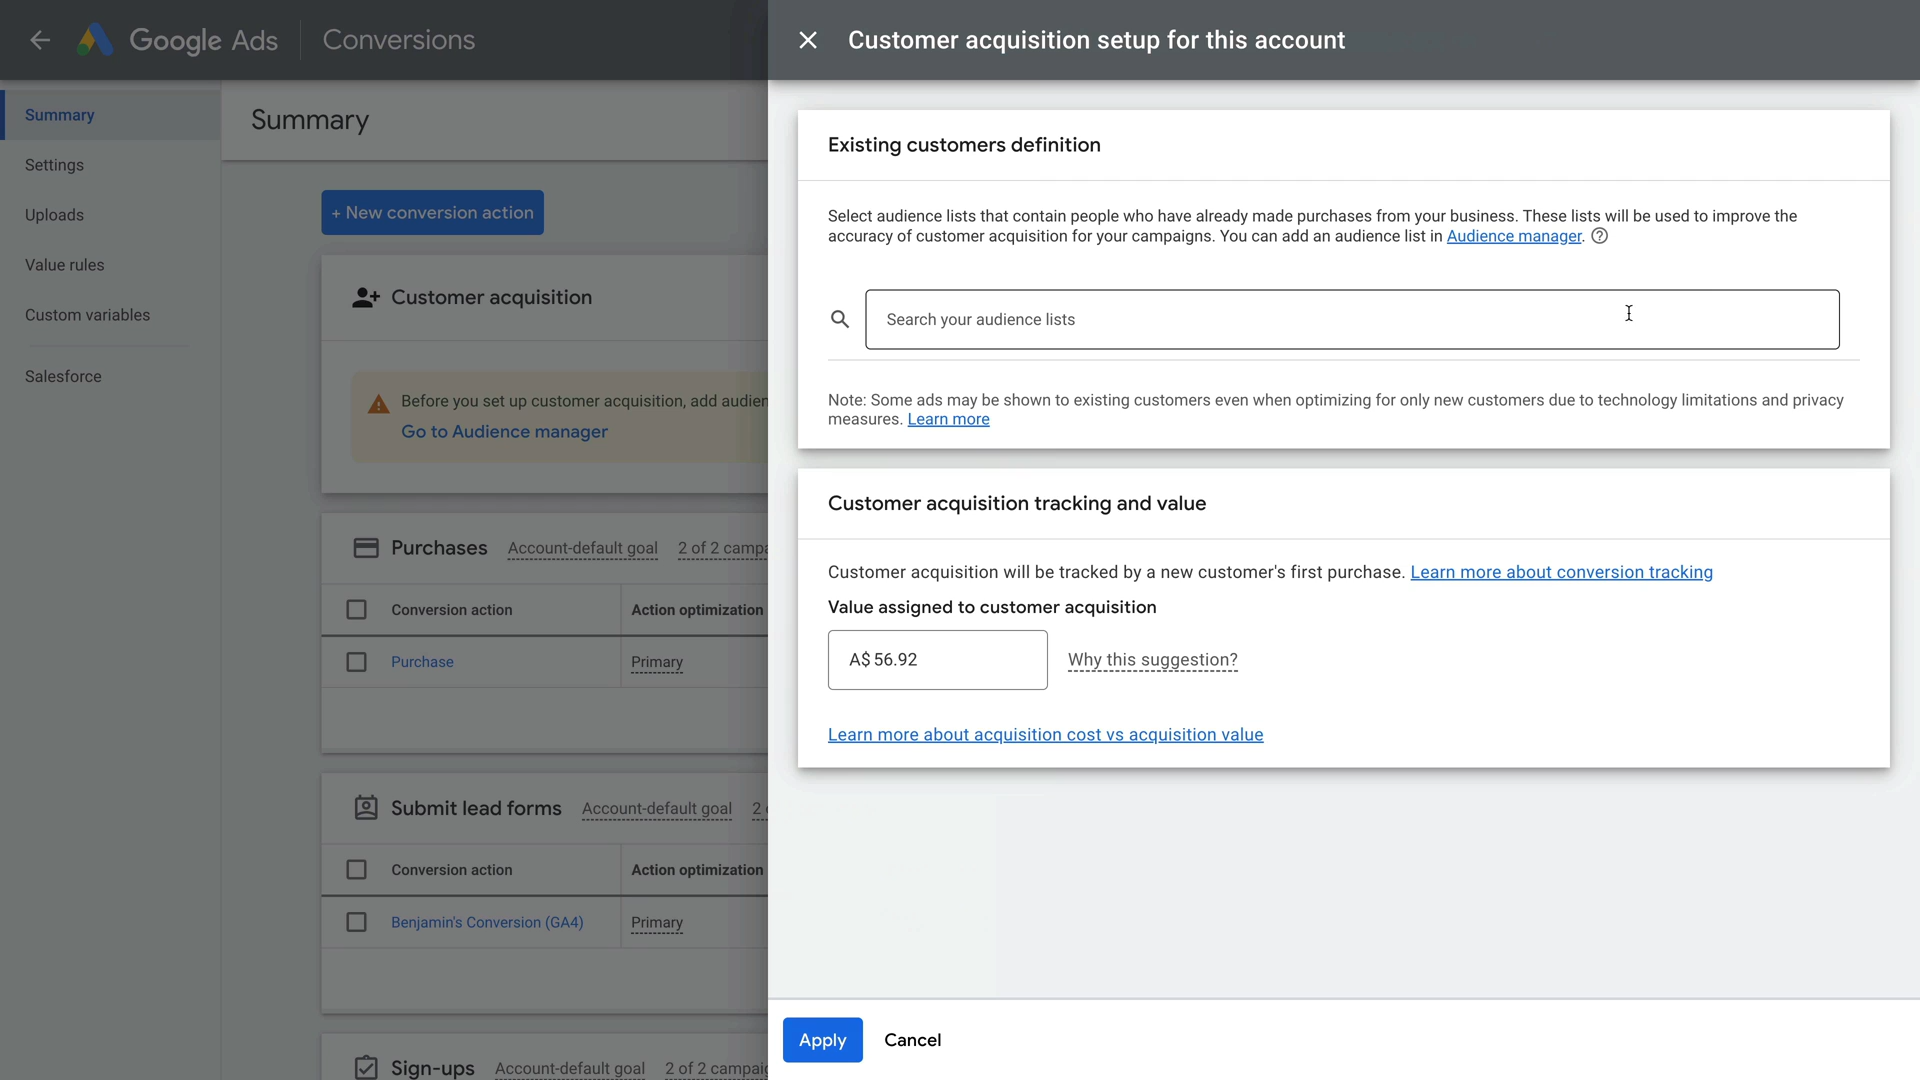 Google Ads
Conversions
Customer acquisition setup for this account
Summary
Settings
Uploads
Value rules
Custom variables
Salesforce
Summary
+ New conversion action
Customer acquisition
Before you set up customer acquisition, add audien
Go to Audience manager
Purchases Account-default goal 2 of 2 campa
Conversion action Action optimization
Purchase Primary
Submit lead forms Account-default goal 2
Conversion action Action optimization
Benjamin's Conversion (GA4) Primary
Sign-ups Account-default goal 2 of 2 campaig
Existing customers definition
Select audience lists that contain people who have already made purchases from your business. These lists will be used to improve the
accuracy of customer acquisition for your campaigns. You can add an audience list in Audience manager.
Search your audience lists
Note: Some ads may be shown to existing customers even when optimizing for only new customers due to technology limitations and privacy
measures. Learn more
Customer acquisition tracking and value
Customer acquisition will be tracked by a new customer's first purchase. Learn more about conversion tracking
Value assigned to customer acquisition
A$ 56.92
Why this suggestion?
Learn more about acquisition cost vs acquisition value
Apply
Cancel